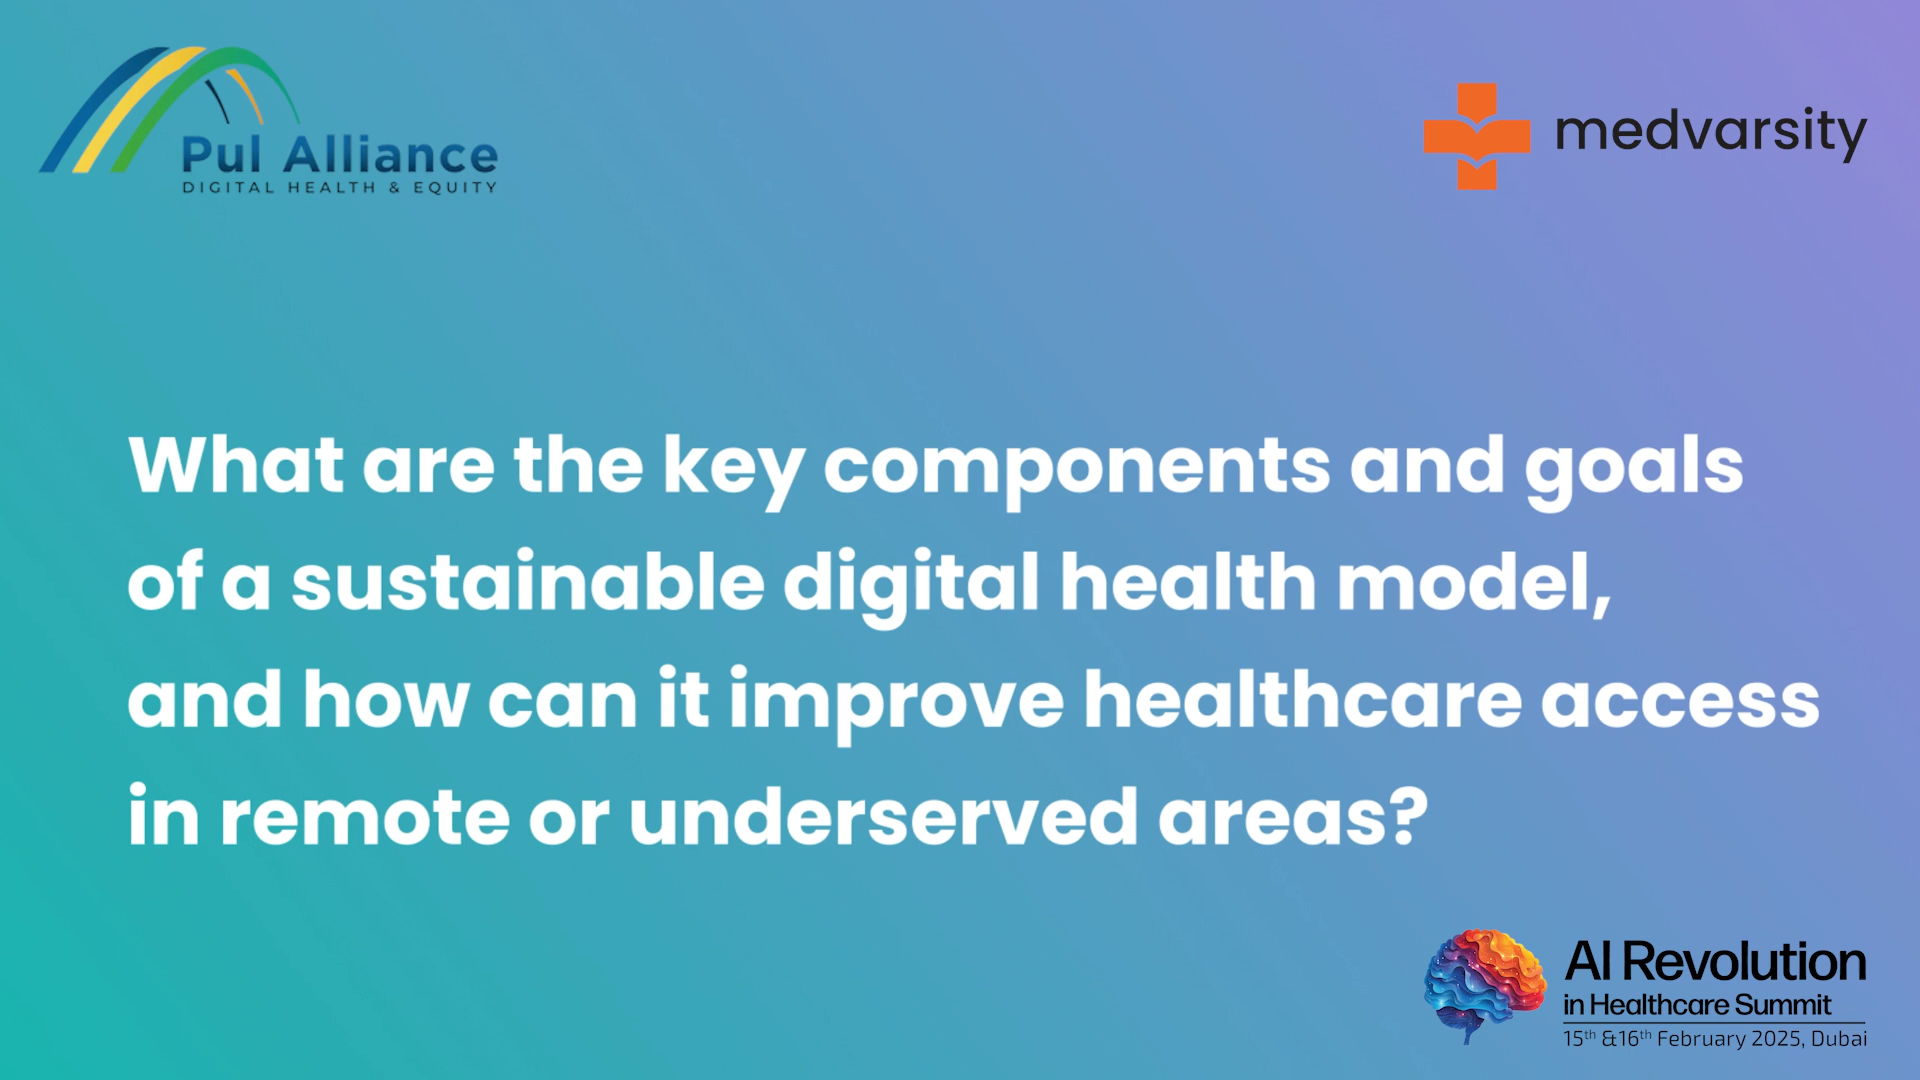 Pul Alliance
DIGITAL HEALTH & EQUITY
medvarsity
What are the key components and goals
of a sustainable digital health model,
and how can it improve healthcare access
in remote or underserved areas?
AI Revolution
in Healthcare Summit
15th &16th February 2025, Dubai